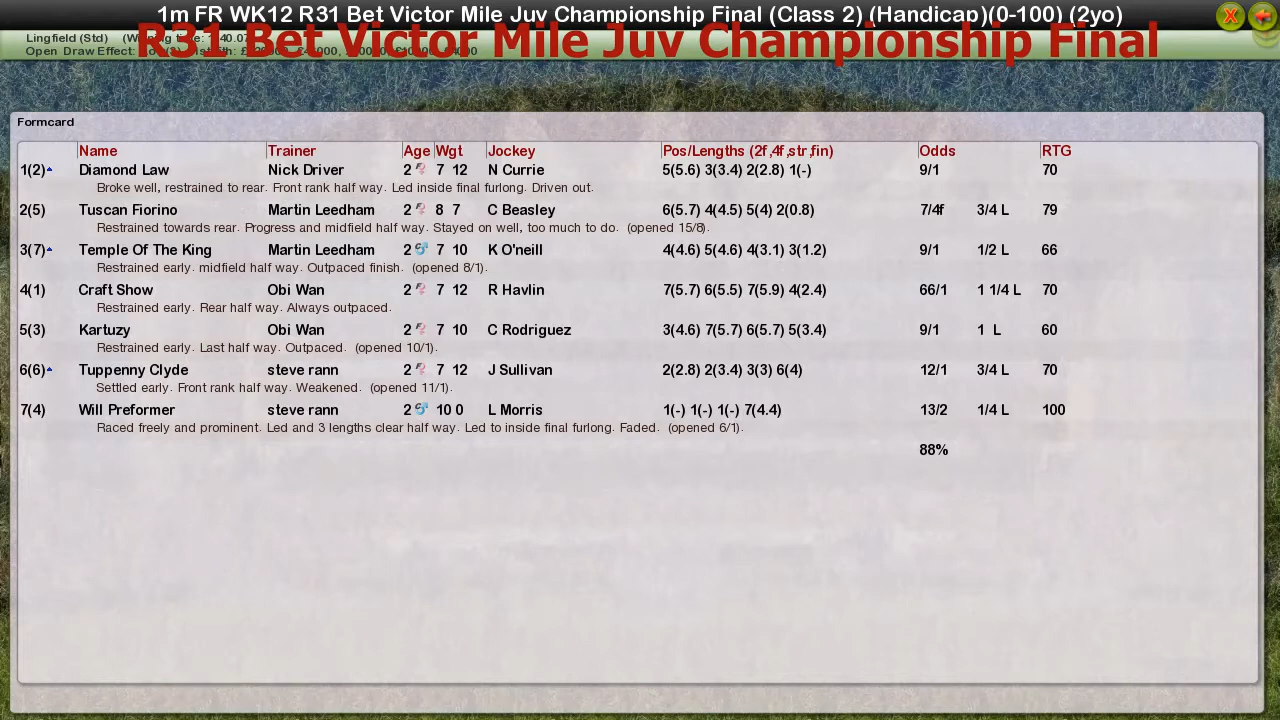 1m FR WK12 R31 Bet Victor Mile Juv Championship Final (Class 2) (Handicap)(0-100) (2yo)
X
R31 Bet Victor Mile Juv Championship Final
Lingfield (Std) 
Open Draw Effect:
Formcard
Name Trainer Age Wgt Jockey Pos/Lengths (2f,4f,str,fin) Odds RTG
1(2) Diamond Law Nick Driver 2 7 12 N Currie 5(5.6) 3(3.4) 2(2.8) 1(-) 9/1 70
Broke well, restrained to rear. Front rank half way. Led inside final furlong. Driven out.
2(5) Tuscan Fiorino Martin Leedham 2 8 7 C Beasley 6(5.7) 4(4.5) 5(4) 2(0.8) 7/4f 3/4 L 79
Restrained towards rear. Progress and midfield half way. Stayed on well, too much to do. (opened 15/8).
3(7) Temple Of The King Martin Leedham 2 7 10 K O'neill 4(4.6) 5(4.6) 4(3.1) 3(1.2) 9/1 1/2 L 66
Restrained early. midfield half way. Outpaced finish. (opened 8/1).
4(1) Craft Show Obi Wan 2 7 12 R Havlin 7(5.7) 6(5.5) 7(5.9) 4(2.4) 66/1 1 1/4 L 70
Restrained early. Rear half way. Always outpaced.
5(3) Kartuzy Obi Wan 2 7 10 C Rodriguez 3(4.6) 7(5.7) 6(5.7) 5(3.4) 9/1 1 L 60
Restrained early. Last half way. Outpaced. (opened 10/1).
6(6) Tuppenny Clyde steve rann 2 7 12 J Sullivan 2(2.8) 2(3.4) 3(3) 6(4) 12/1 3/4 L 70
Settled early. Front rank half way. Weakened. (opened 11/1).
7(4) Will Preformer steve rann 2 10 0 L Morris 1(-) 1(-) 1(-) 7(4.4) 13/2 1/4 L 100
Raced freely and prominent. Led and 3 lengths clear half way. Led to inside final furlong. Faded. (opened 6/1).
88%